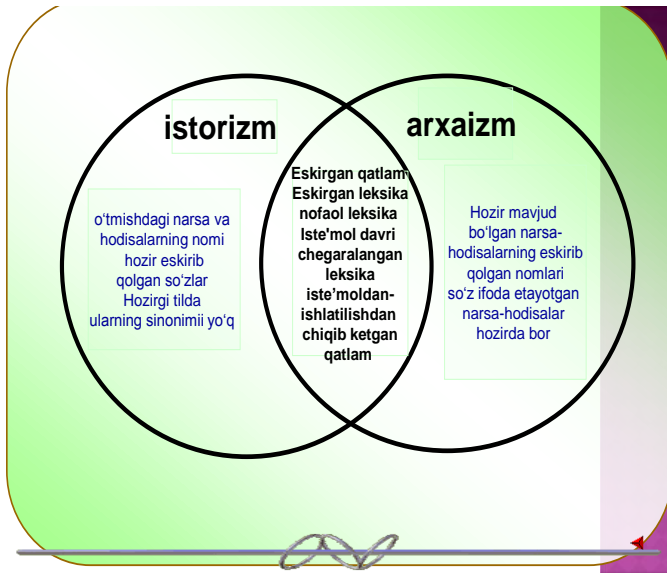 istorizm
o‘tmishdagi narsa va
hodisalarning nomi
hozir eskirib
qolgan so‘zlar
Hozirgi tilda
ularning sinonimii yo‘q
Eskirgan qatlam
Eskirgan leksika
nofaol leksika
Iste'mol davri
chegaralangan
leksika
iste’moldan-
ishlatilishdan
chiqib ketgan
qatlam
arxaizm
Hozir mavjud
bo‘lgan narsa-
hodisalarning eskirib
qolgan nomlari
so‘z ifoda etayotgan
narsa-hodisalar
hozirda bor